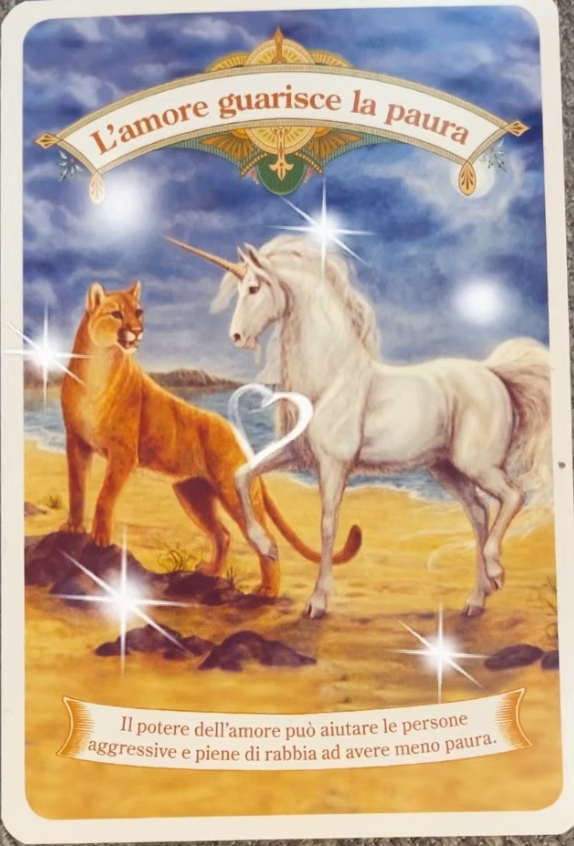 L'amore guarisce la paura
Il potere dell'amore può aiutare le persone
aggressive e piene di rabbia ad avere meno paura.